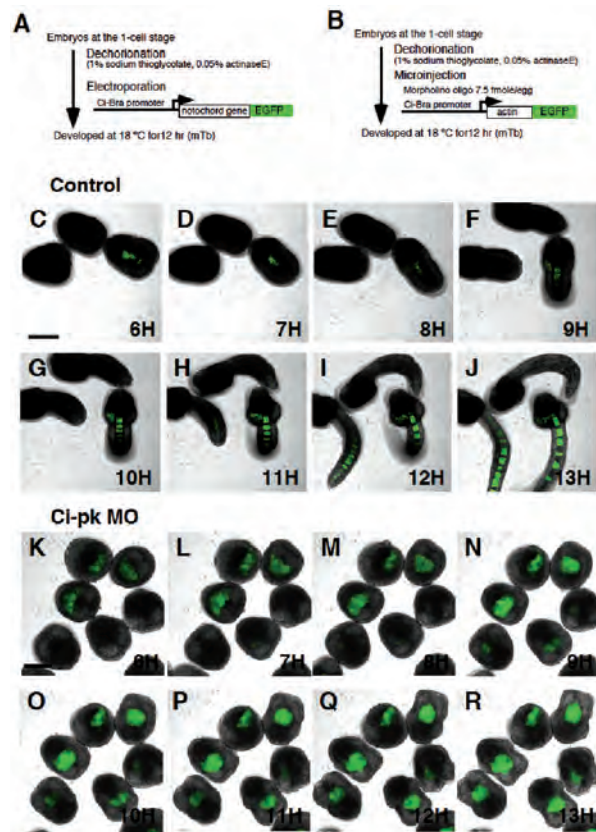 A
Embryos at the 1-cell stage
Dechorionation
(1% sodium thioglycolate, 0.05% actinaseE)
Electroporation
Ci-Bra promoter
notochord gene EGFP
Developed at 18 °C for12 hr (mTb)
B
Embryos at the 1-cell stage
Dechorionation
(1% sodium thioglycolate, 0.05% actinaseE)
Microinjection
Morpholino oligo 7.5 fmole/egg
Ci-Bra promoter
actin EGFP
Developed at 18 °C for12 hr (mTb)
Control
C D E F
6H 7H 8H 9H
G H I J
10H 11H 12H 13H
Ci-pk MO
K L M N
6H 7H 8H 9H
O P Q R
10H 11H 12H 13H